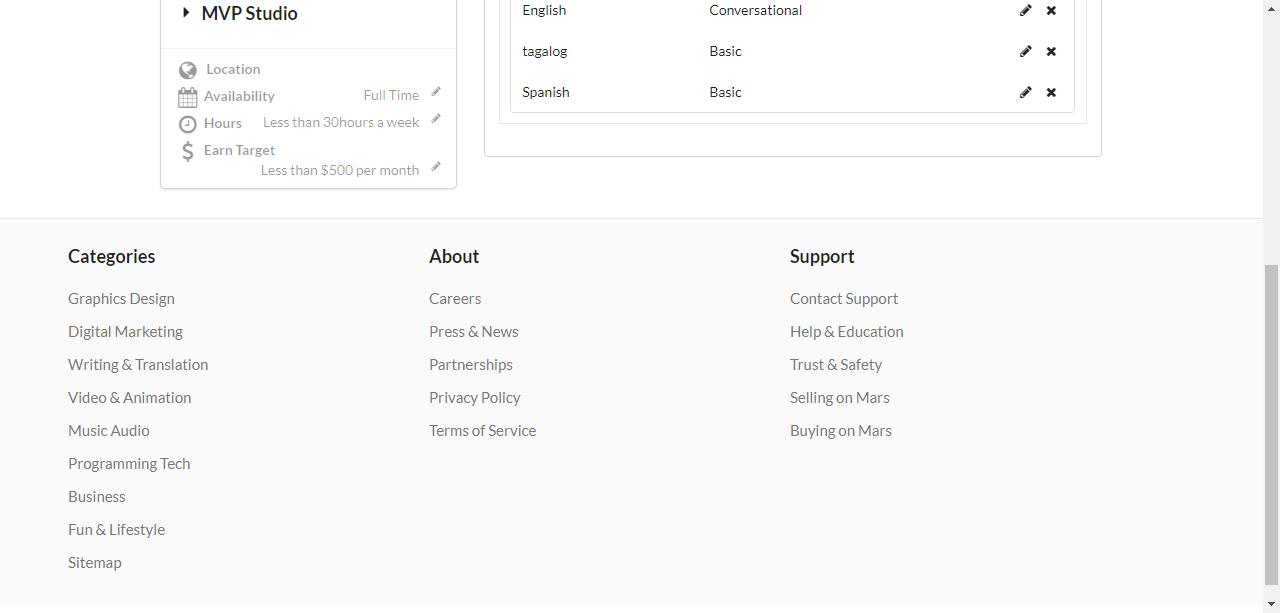 MVP Studio
Location
Availability Full Time
Hours Less than 30hours a week
Earn Target
Less than $500 per month
English Conversational
tagalog Basic
Spanish Basic
Categories
Graphics Design
Digital Marketing
Writing & Translation
Video & Animation
Music Audio
Programming Tech
Business
Fun & Lifestyle
Sitemap
About
Careers
Press & News
Partnerships
Privacy Policy
Terms of Service
Support
Contact Support
Help & Education
Trust & Safety
Selling on Mars
Buying on Mars